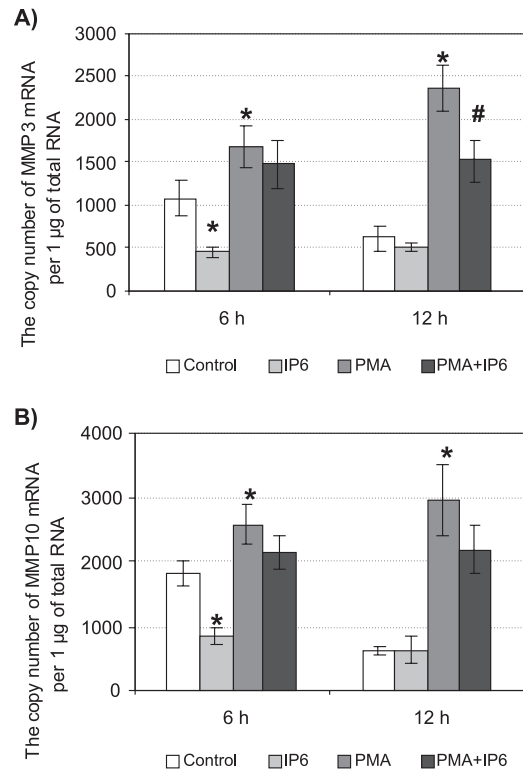 A)
The copy number of MMP3 mRNA
per 1 µg of total RNA
3000
2500
2000
1500
1000
500
0
*
*
*
#
6 h
12 h
Control
IP6
PMA
PMA+IP6
B)
The copy number of MMP10 mRNA
per 1 µg of total RNA
4000
3000
2000
1000
0
*
*
*
6 h
12 h
Control
IP6
PMA
PMA+IP6